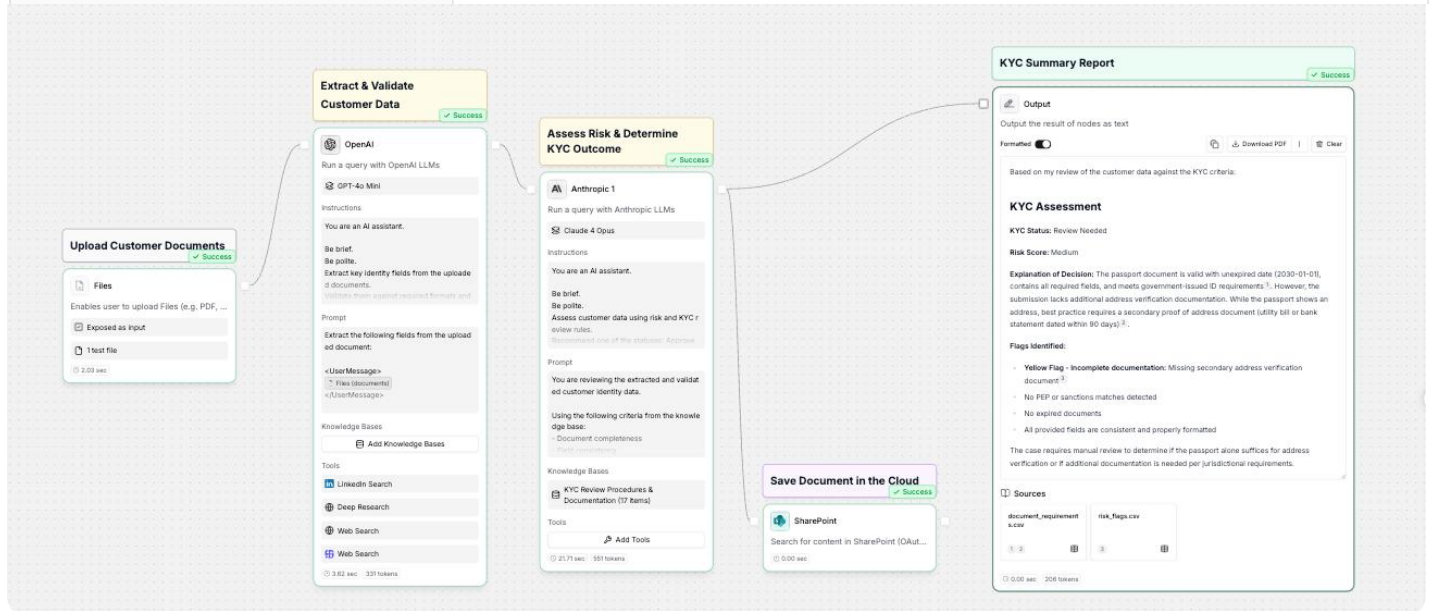 Upload Customer Documents
Success
Files
Enables user to upload Files (e.g, PDF, ...
Exposed as input
1 test file
2.03 sec
Extract & Validate
Customer Data
Success
OpenAI
Run a query with OpenAI LLMs
GPT-4o Mini
Instructions
You are an AI assistant.
Be brief.
Be polite.
Extract key identity fields from the uploade
d documents.
Validate them against required formats and
Prompt
Extract the following fields from the upload
ed document:
<UserMessage>
Files (documents)
</UserMessage>
Knowledge Bases
Add Knowledge Bases
Tools
LinkedIn Search
Deep Research
Web Search
Web Search
3.62 sec 331 tokens
Assess Risk & Determine
KYC Outcome
Success
Anthropic 1
Run a query with Anthropic LLMs
Claude 4 Opus
Instructions
You are an AI assistant.
Be brief.
Be polite.
Assess customer data using risk and KYC r
eview rules.
Recommend one of the statuses: Approve
Prompt
You are reviewing the extracted and validat
ed customer identity data.
Using the following criteria from the knowle
dge base:
- Document completeness
- Field consistency
Knowledge Bases
KYC Review Procedures &
Documentation (17 items)
Tools
Add Tools
21.71 sec 551 tokens
Save Document in the Cloud
Success
SharePoint
Search for content in SharePoint (OAut...
0.00 sec
KYC Summary Report
Success
Output
Output the result of nodes as text
Formatted
Download PDF
Clear
Based on my review of the customer data against the KYC criteria:
KYC Assessment
KYC Status: Review Needed
Risk Score: Medium
Explanation of Decision: The passport document is valid with unexpired date (2030-01-01),
contains all required fields, and meets government-issued ID requirements 1. However, the
submission lacks additional address verification documentation. While the passport shows an
address, best practice requires a secondary proof of address document (utility bill or bank
statement dated within 90 days) 2.
Flags Identified:
Yellow Flag - Incomplete documentation: Missing secondary address verification
document 3
No PEP or sanctions matches detected
No expired documents
All provided fields are consistent and properly formatted
The case requires manual review to determine if the passport alone suffices for address
verification or if additional documentation is needed per jurisdictional requirements.
Sources
document_requirement
s.csv
1 2
risk_flags.csv
3
0.00 sec 206 tokens